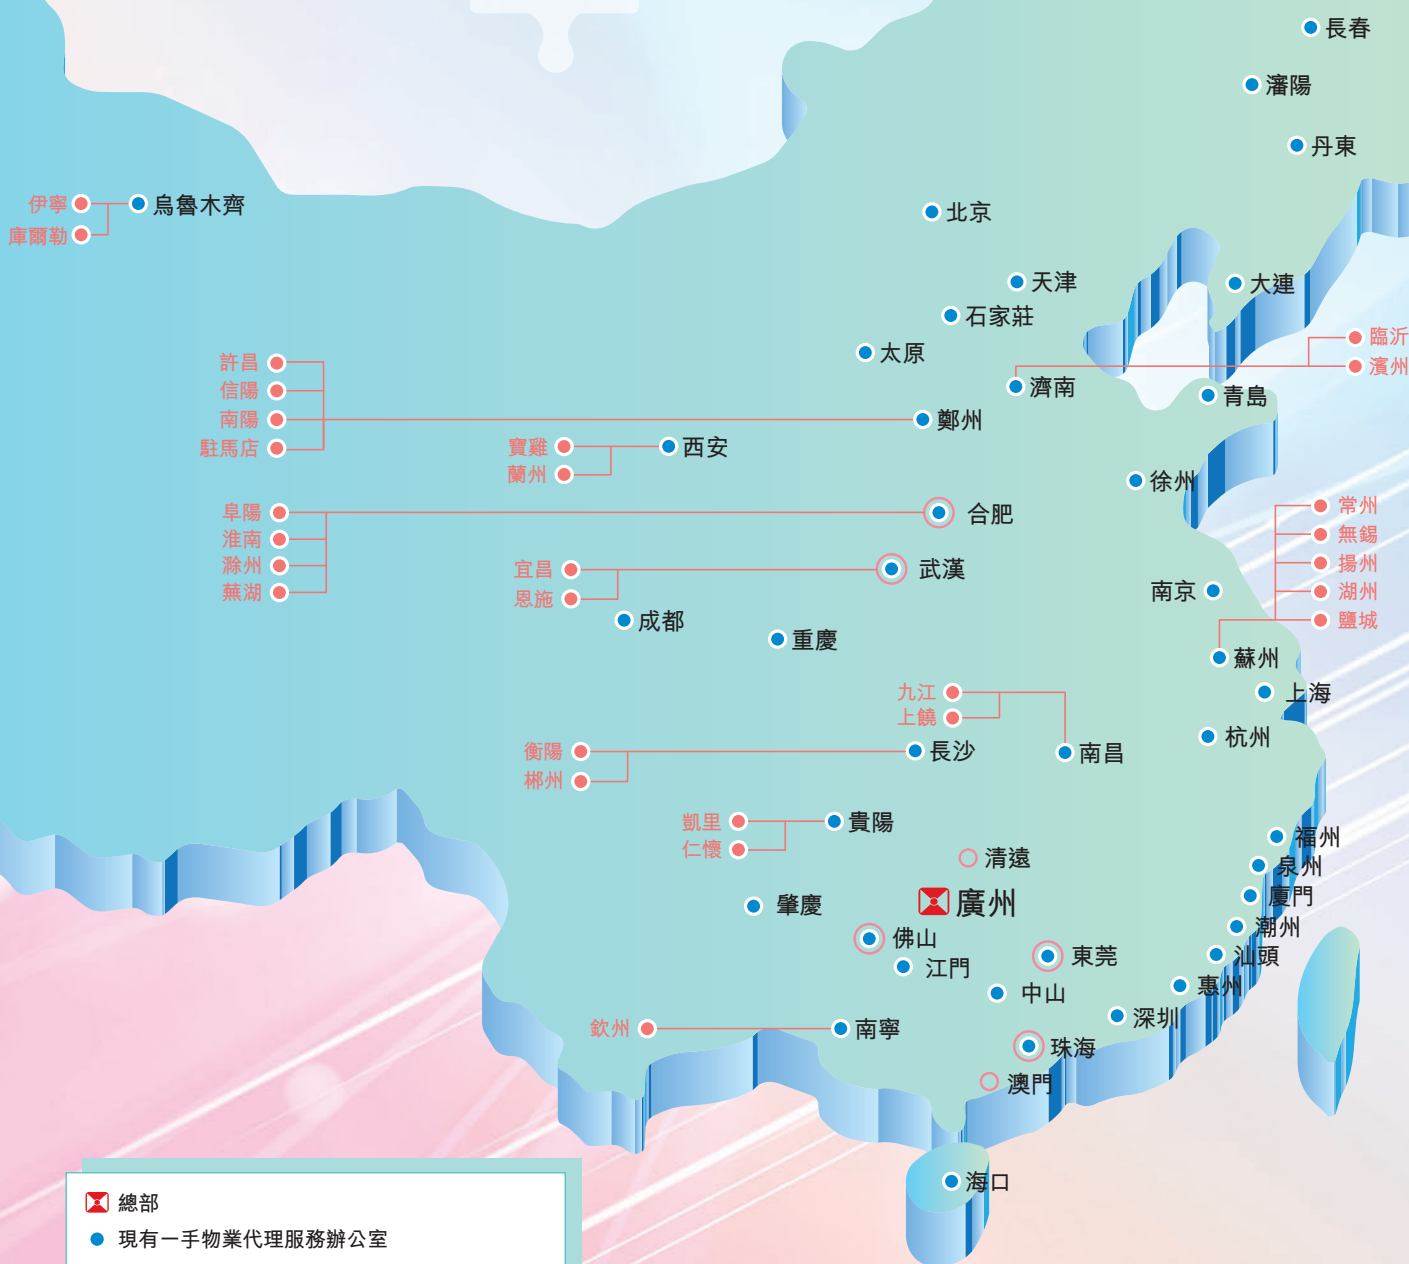 長春
瀋陽
丹東
伊寧
烏魯木齊
北京
庫爾勒
天津
大連
石家莊
臨沂
太原
許昌
濱州
濟南
信陽
青島
南陽
鄭州
駐馬店
寶雞
西安
蘭州
徐州
常州
阜陽
合肥
無錫
淮南
揚州
滁州
宜昌
武漢
蕪湖
南京
湖州
恩施
成都
鹽城
重慶
蘇州
九江
上海
上饒
杭州
衡陽
長沙
南昌
郴州
凱里
貴陽
福州
仁懷
清遠
泉州
廈門
肇慶
廣州
潮州
佛山
汕頭
江門
東莞
惠州
中山
深圳
欽州
南寧
珠海
澳門
海口
總部
現有一手物業代理服務辦公室